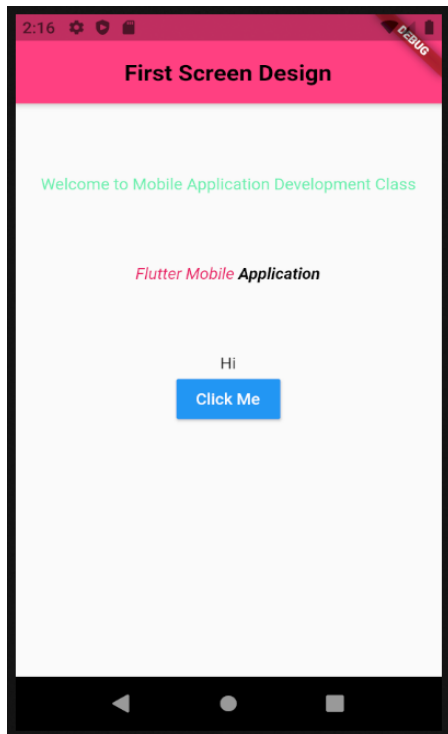 2:16
DEBUG
First Screen Design
Welcome to Mobile Application Development Class
Flutter Mobile Application
Hi
Click Me